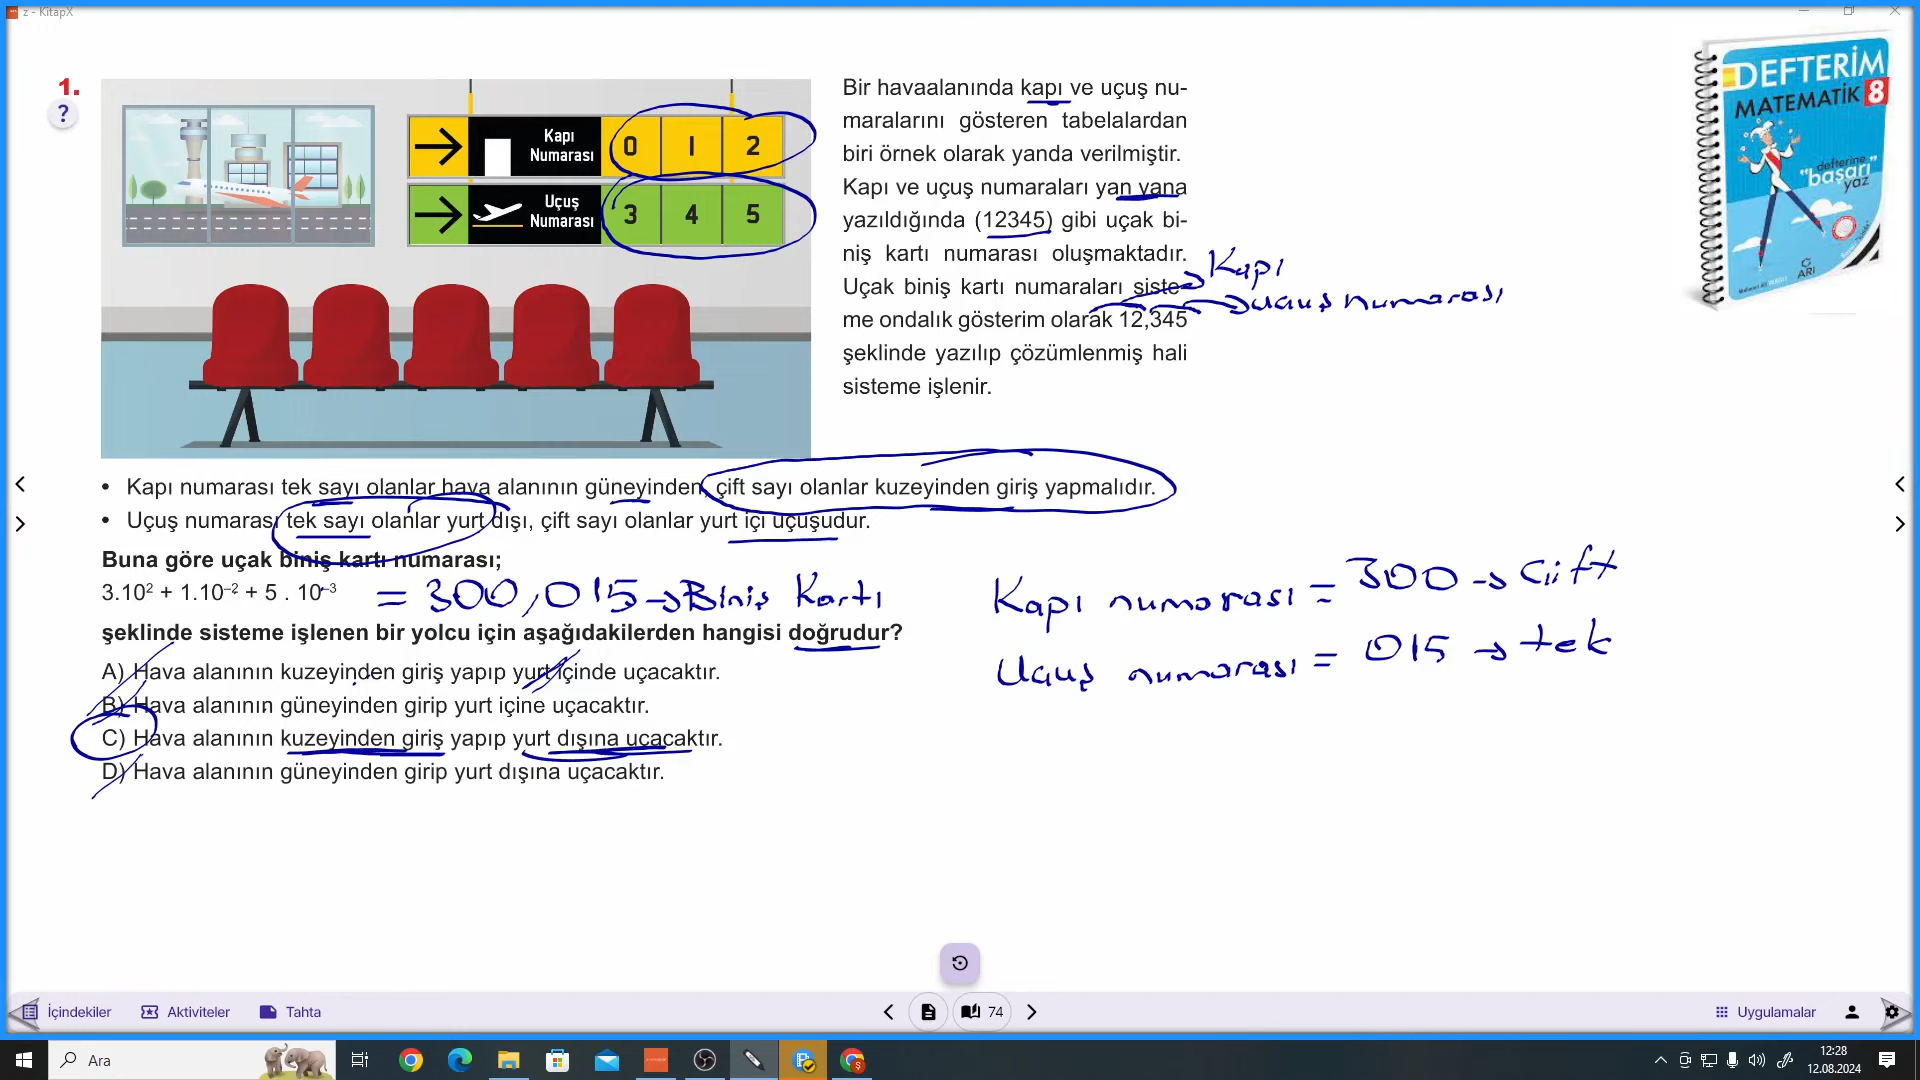 z - KitapX
1.
?
Kapı
Numarası
0 1 2
Uçuş
Numarası
3 4 5
Bir havaalanında kapı ve uçuş nu-
maralarını gösteren tabelalardan
biri örnek olarak yanda verilmiştir.
Kapı ve uçuş numaraları yan yana
yazıldığında (12345) gibi uçak bi-
niş kartı numarası oluşmaktadır.
Uçak biniş kartı numaraları siste-
me ondalık gösterim olarak 12,345
şeklinde yazılıp çözümlenmiş hali
sisteme işlenir.
Kapı
uçuş numarası
DEFTERİM
MATEMATİK 8
defterine
"başarı"
yaz
ARI
• Kapı numarası tek sayı olanlar hava alanının güneyinden, çift sayı olanlar kuzeyinden giriş yapmalıdır.
• Uçuş numarası tek sayı olanlar yurt dışı, çift sayı olanlar yurt içi uçuşudur.
Buna göre uçak biniş kartı numarası;
3.10² + 1.10⁻² + 5 . 10⁻³ = 300,015 → Biniş Kartı
şeklinde sisteme işlenen bir yolcu için aşağıdakilerden hangisi doğrudur?
A) Hava alanının kuzeyinden giriş yapıp yurt içinde uçacaktır.
B) Hava alanının güneyinden girip yurt içine uçacaktır.
C) Hava alanının kuzeyinden giriş yapıp yurt dışına uçacaktır.
D) Hava alanının güneyinden girip yurt dışına uçacaktır.
Kapı numarası = 300 → Çift
Uçuş numarası = 015 → tek
İçindekiler
Aktiviteler
Tahta
74
Uygulamalar
Ara
12:28
12.08.2024